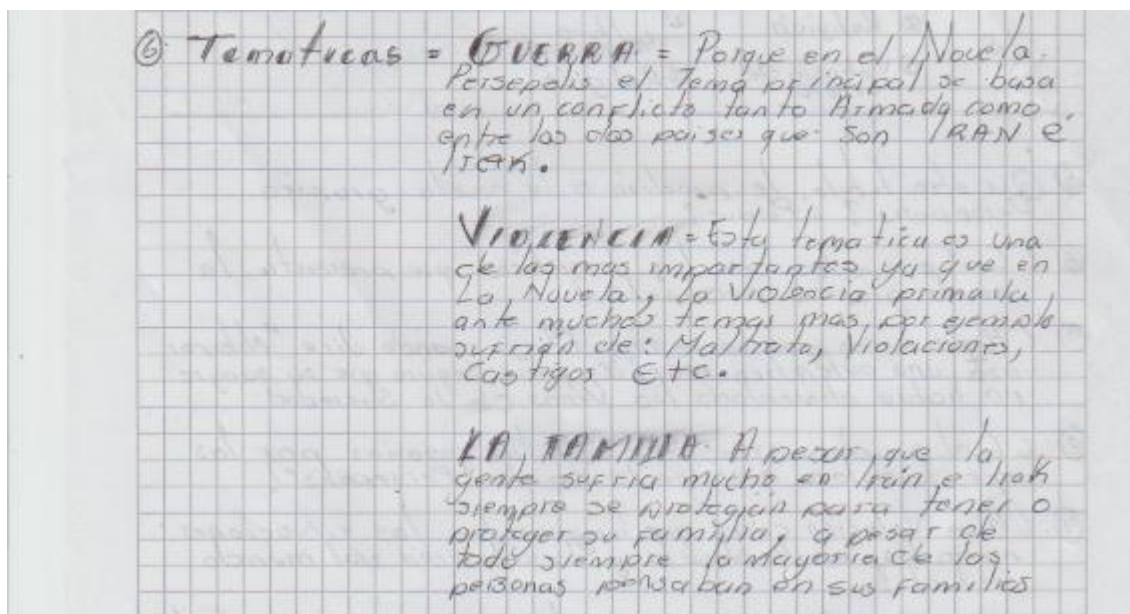 ⑥ Tematicas = GUERRA = Porque en el Novela.
Persepolis el Tema principal se basa
en un conflicto tanto Armada como
entre los dos paises que son IRAN e
IraK.
VIOLENCIA = Esta tematica es una
de las mas importantes ya que en
La Novela, La Violencia primaba
ante muchos temas mas, por ejemplo
sufrian de: Maltrato, Violaciones,
Castigos Etc.
LA FAMILIA. A pesar que la
gente sufria mucho en Iran e Irak
siempre se protegian para tener o
proteger su familia, a pesar de
todo siempre la mayoria de las
personas pensaban en sus familias